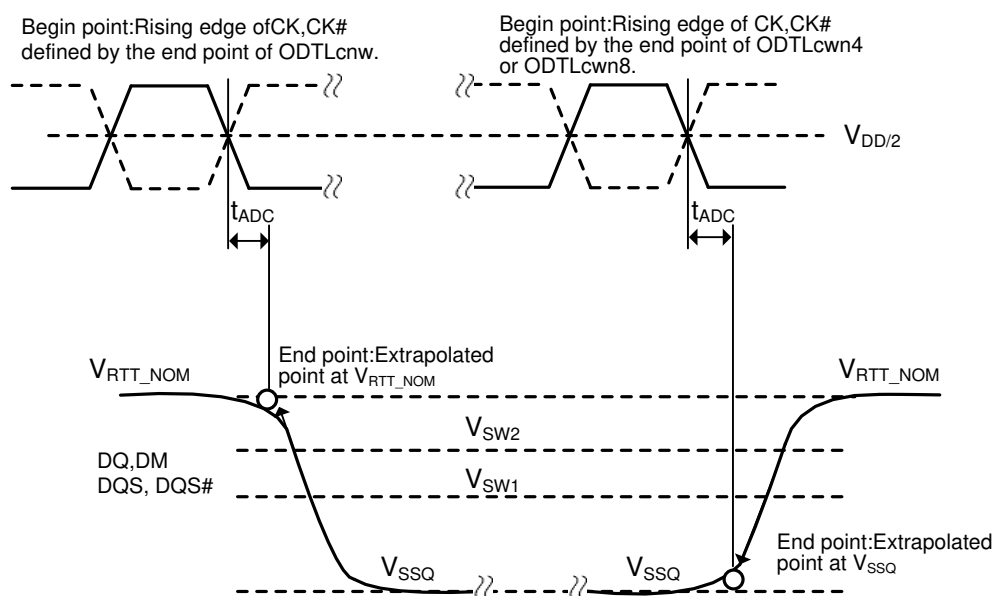 Begin point:Rising edge ofCK,CK#
defined by the end point of ODTLcnw.
Begin point:Rising edge of CK,CK#
defined by the end point of ODTLcwn4
or ODTLcwn8.
VDD/2
tADC
tADC
End point:Extrapolated
point at VRTT_NOM
VRTT_NOM
VRTT_NOM
VSW2
DQ,DM
DQS, DQS#
VSW1
End point:Extrapolated
point at VSSQ
VSSQ
VSSQ